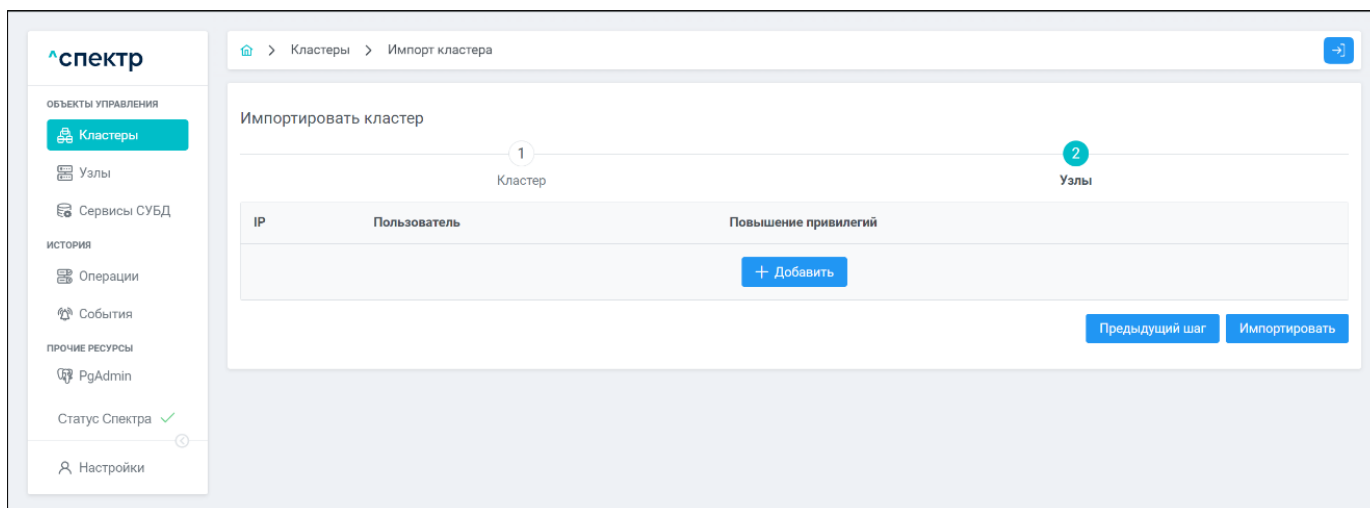 ^спектр
ОБЪЕКТЫ УПРАВЛЕНИЯ
Кластеры
Узлы
Сервисы СУБД
ИСТОРИЯ
Операции
События
ПРОЧИЕ РЕСУРСЫ
PgAdmin
Статус Спектра
Настройки
> Кластеры > Импорт кластера
Импортировать кластер
1 2
Кластер Узлы
IP Пользователь Повышение привилегий
+ Добавить
Предыдущий шаг Импортировать